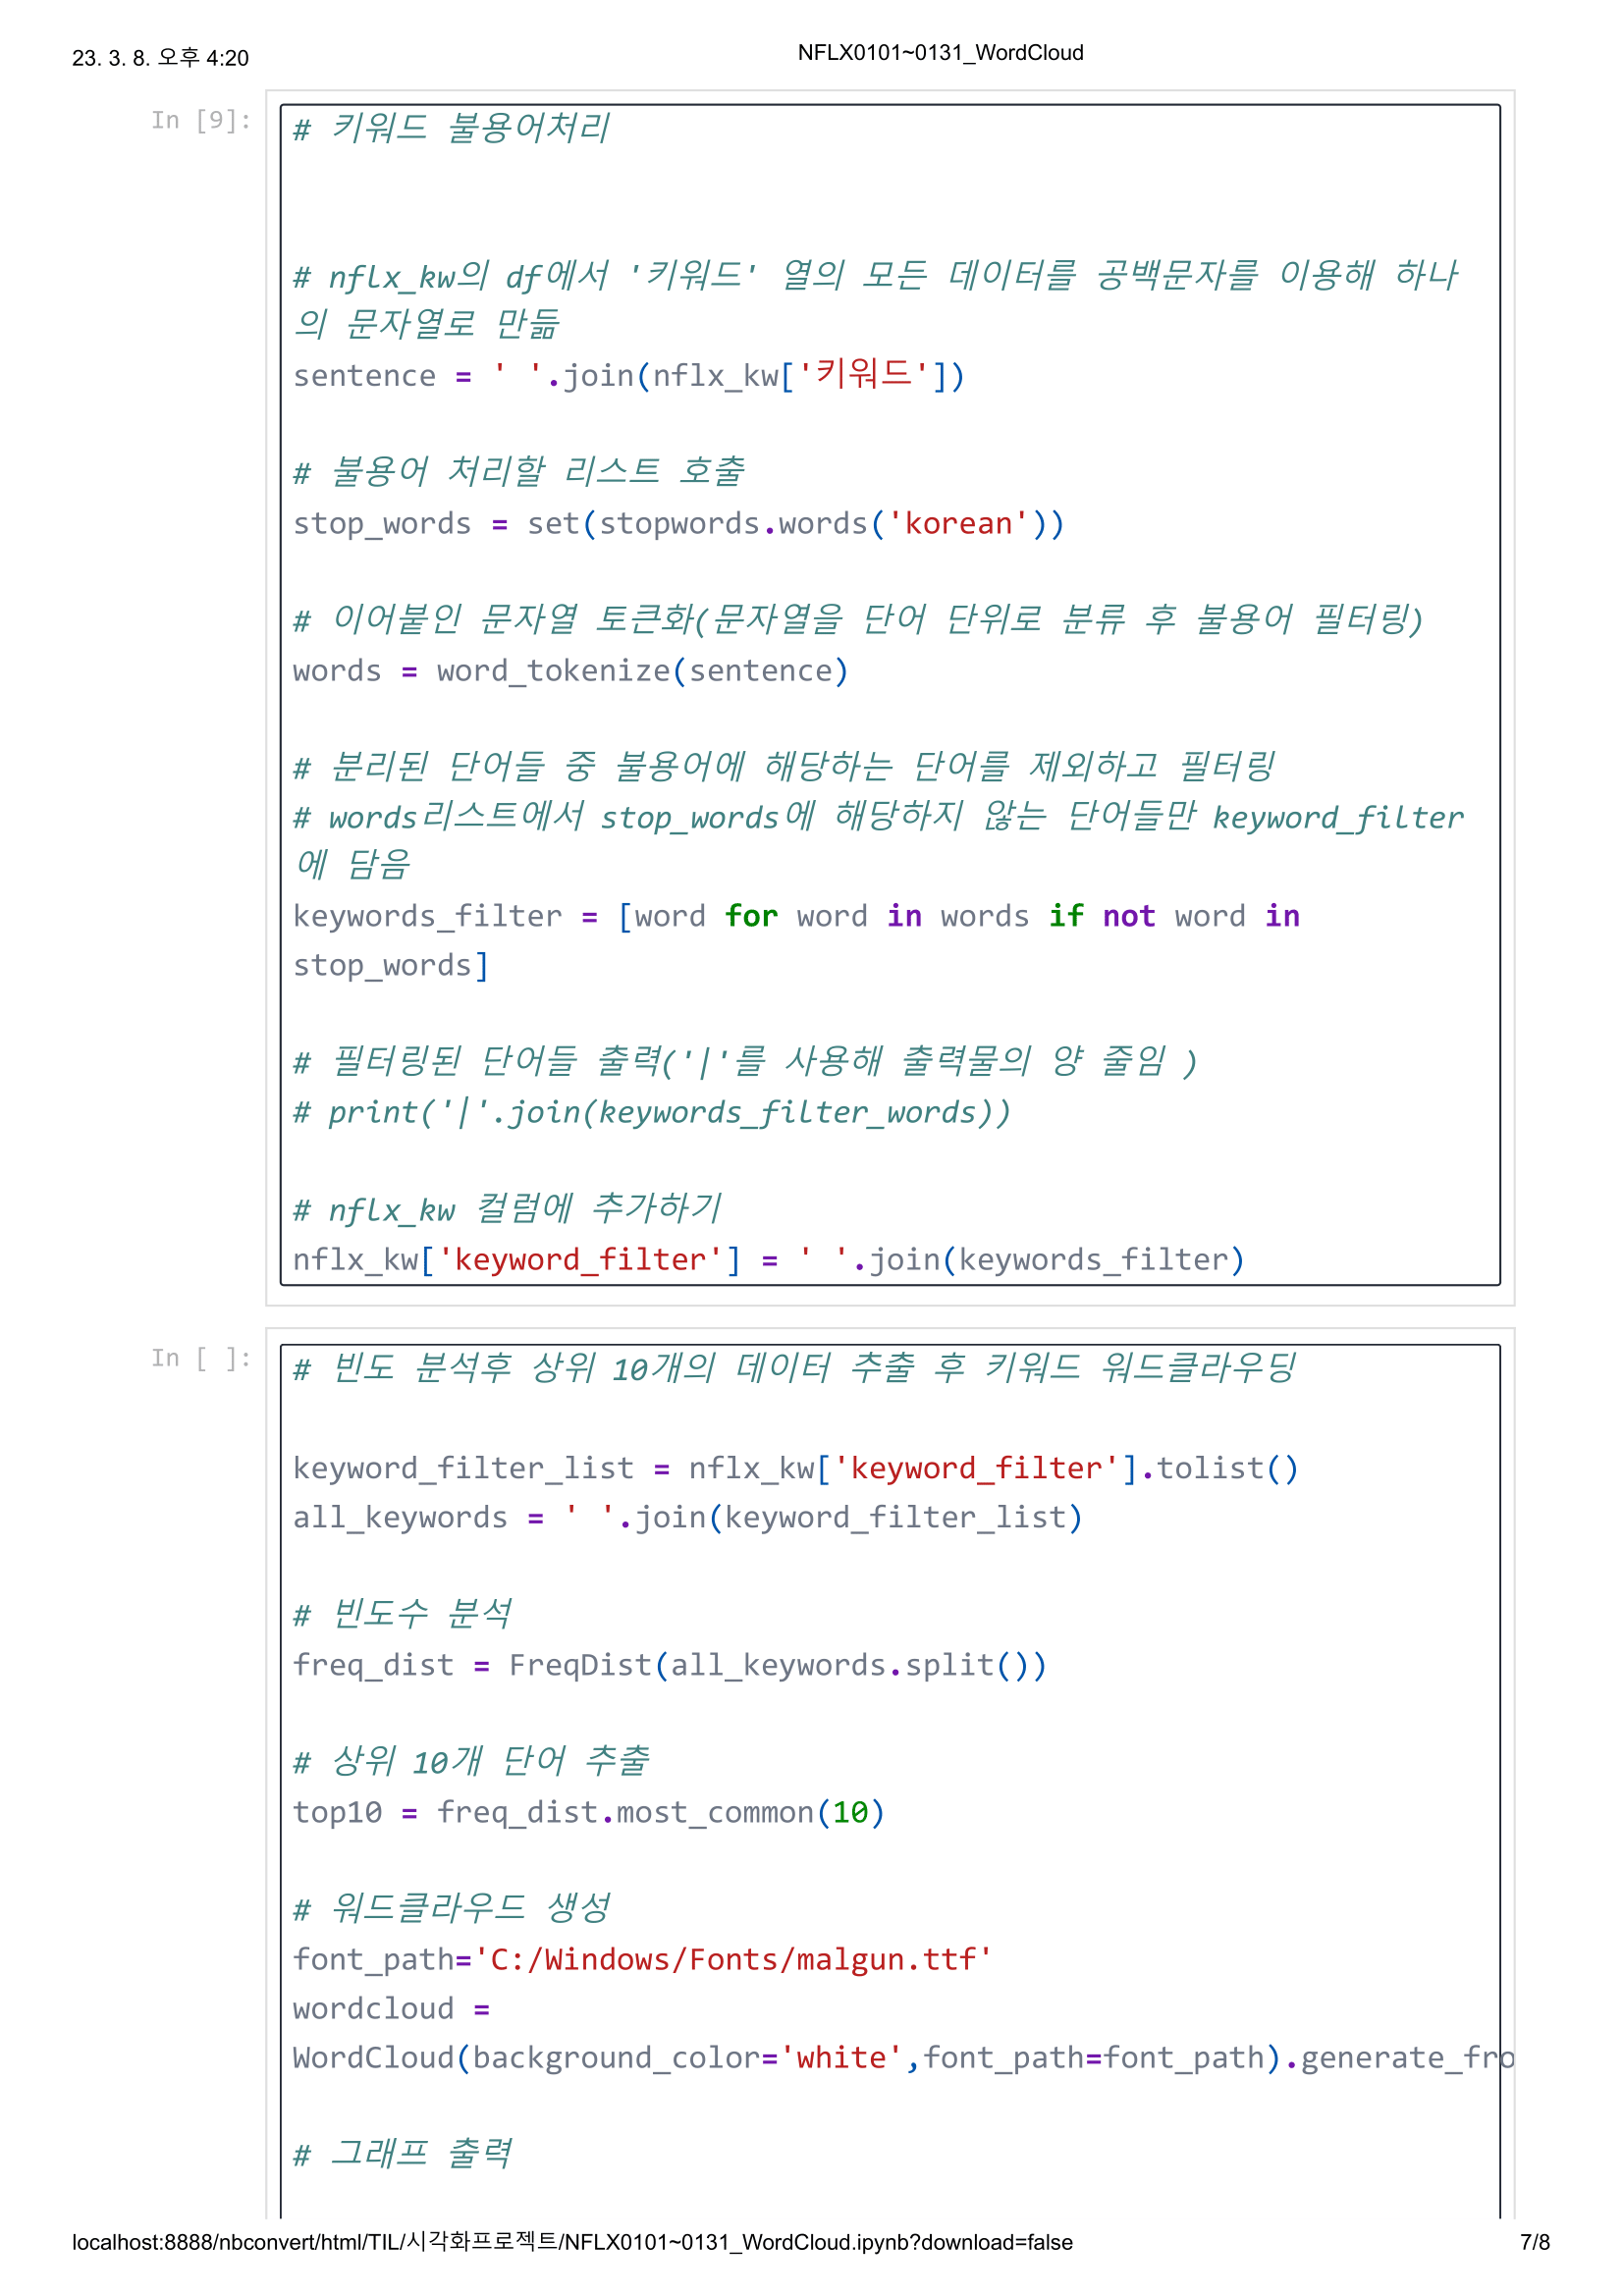 23. 3. 8. 오후 4:20
NFLX0101~0131_WordCloud
In [9]:
# 키워드 불용어처리
# nflx_kw의 df에서 '키워드' 열의 모든 데이터를 공백문자를 이용해 하나
의 문자열로 만듦
sentence = ' '.join(nflx_kw['키워드'])
# 불용어 처리할 리스트 호출
stop_words = set(stopwords.words('korean'))
# 이어붙인 문자열 토큰화(문자열을 단어 단위로 분류 후 불용어 필터링)
words = word_tokenize(sentence)
# 분리된 단어들 중 불용어에 해당하는 단어를 제외하고 필터링
# words리스트에서 stop_words에 해당하지 않는 단어들만 keyword_filter
에 담음
keywords_filter = [word for word in words if not word in
stop_words]
# 필터링된 단어들 출력('|'를 사용해 출력물의 양 줄임 )
# print('|'.join(keywords_filter_words))
# nflx_kw 컬럼에 추가하기
nflx_kw['keyword_filter'] = ' '.join(keywords_filter)
In [ ]:
# 빈도 분석후 상위 10개의 데이터 추출 후 키워드 워드클라우딩
keyword_filter_list = nflx_kw['keyword_filter'].tolist()
all_keywords = ' '.join(keyword_filter_list)
# 빈도수 분석
freq_dist = FreqDist(all_keywords.split())
# 상위 10개 단어 추출
top10 = freq_dist.most_common(10)
# 워드클라우드 생성
font_path='C:/Windows/Fonts/malgun.ttf'
wordcloud =
WordCloud(background_color='white',font_path=font_path).generate_fro
# 그래프 출력
localhost:8888/nbconvert/html/TIL/시각화프로젝트/NFLX0101~0131_WordCloud.ipynb?download=false
7/8